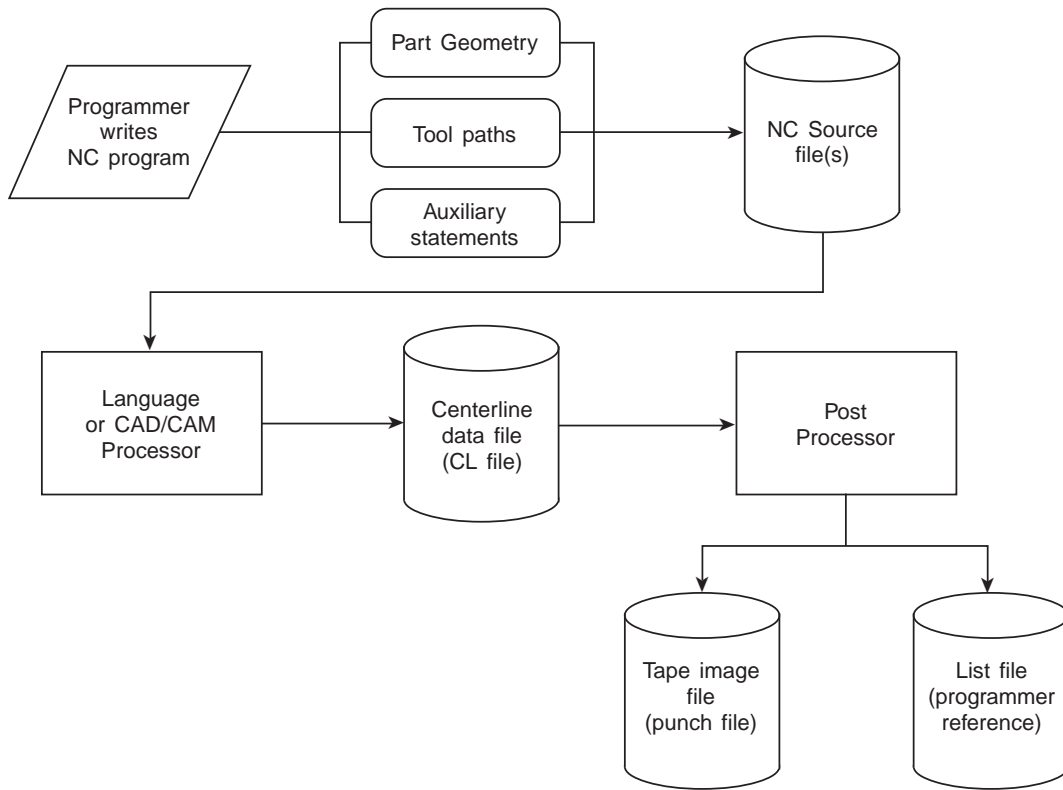 Part Geometry
Programmer
writes
NC program
Tool paths
Auxiliary
statements
NC Source
file(s)
Language
or CAD/CAM
Processor
Centerline
data file
(CL file)
Post
Processor
Tape image
file
(punch file)
List file
(programmer
reference)